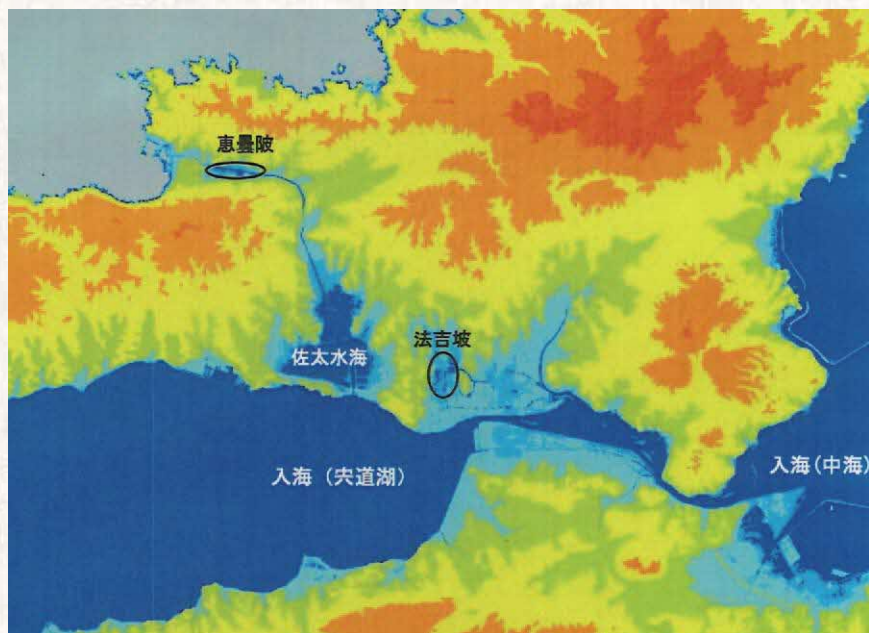 恵曇陂
法吉坡
佐太水海
入海（宍道湖）
入海（中海）